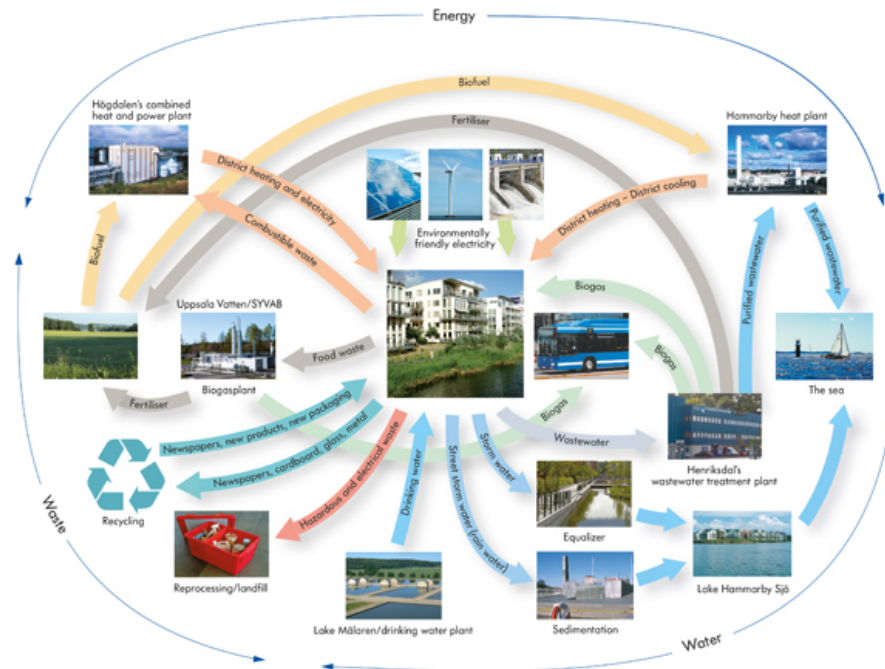 Energy
Biofuel
Högdalen's combined
heat and power plant
Hammarby heat plant
Fertiliser
District heating and electricity
Combustible waste
Environmentally
friendly electricity
District heating – District cooling
Purified wastewater
Purified wastewater
Biofuel
Uppsala Vatten/SYVAB
Biogas
Food waste
Biogas
The sea
Biogasplant
Fertiliser
Biogas
Newspapers, new products, new packaging
Newspapers, cardboard, glass, metal
Hazardous and electrical waste
Drinking water
Street storm water (rain water)
Storm water
Wastewater
Henriksdal's
wastewater treatment plant
Waste
Recycling
Equalizer
Reprocessing/landfill
Lake Hammarby Sjö
Lake Mälaren/drinking water plant
Sedimentation
Water